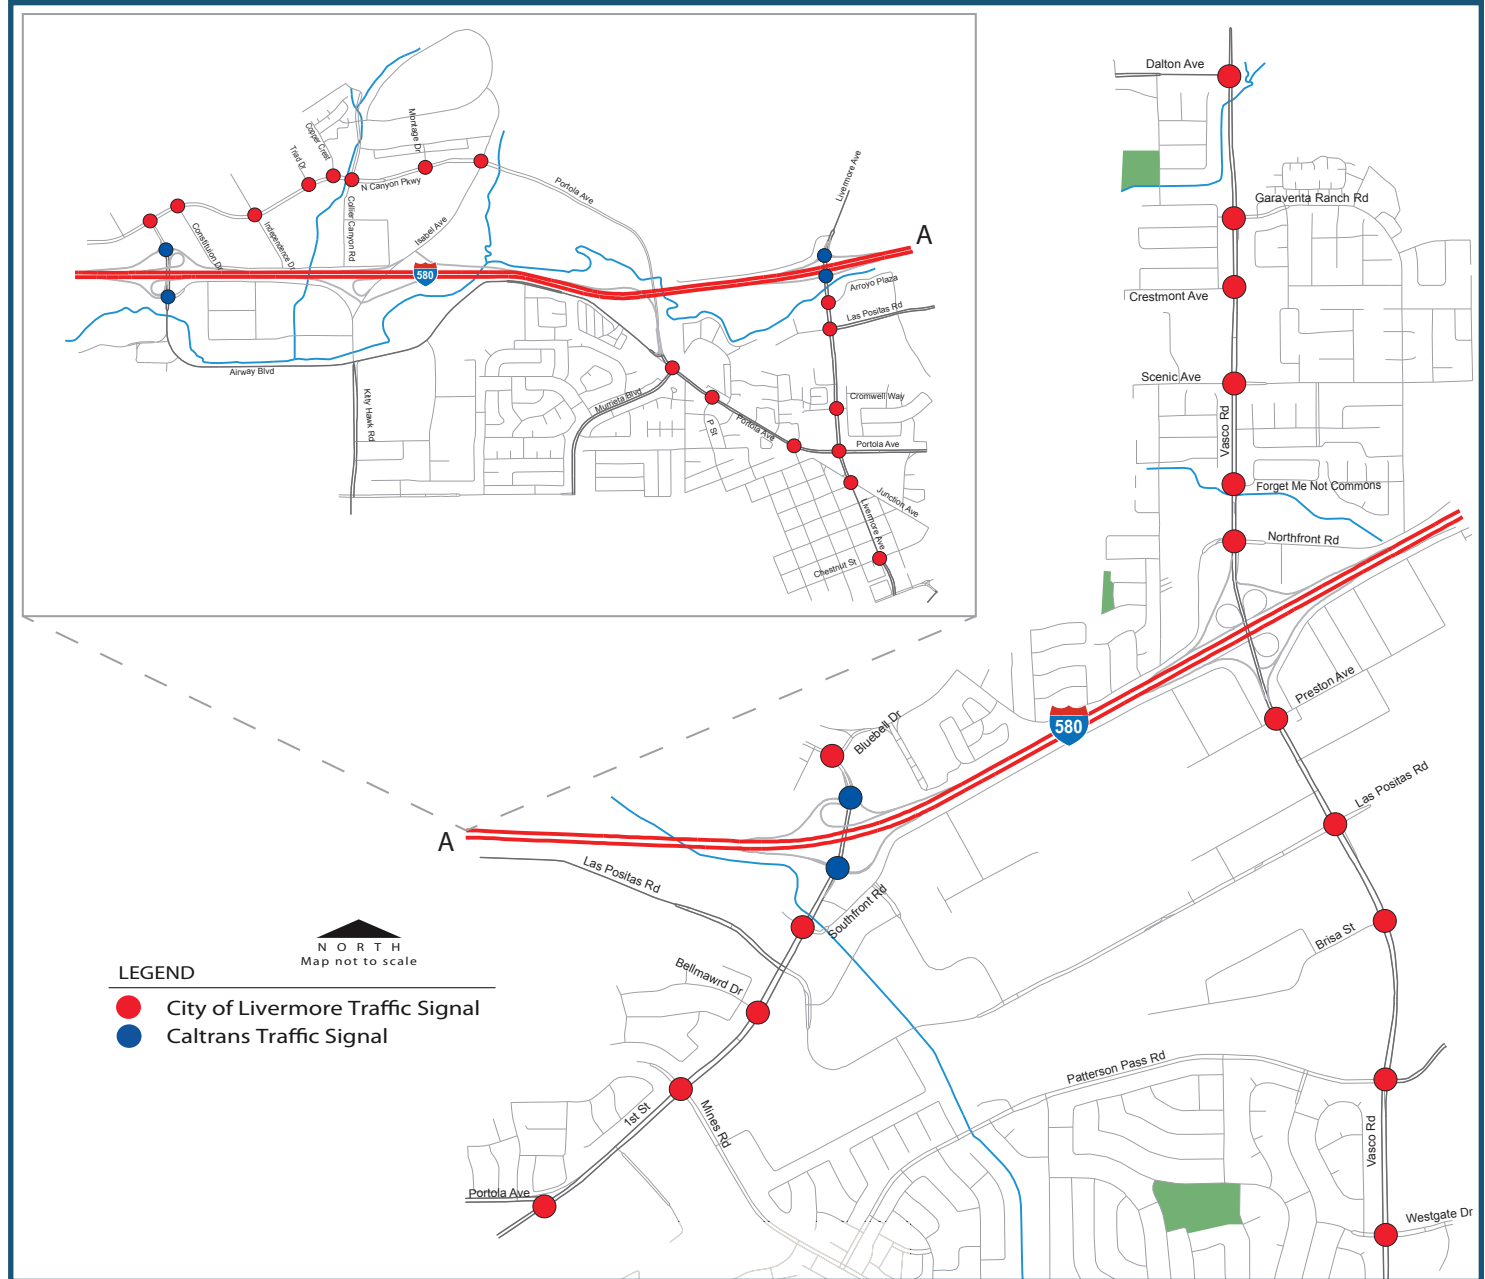 Dalton Ave
Garaventa Ranch Rd
Crestmont Ave
Scenic Ave
Vasco Rd
Forget Me Not Commons
Northfront Rd
Preston Ave
Las Positas Rd
Brisa St
Patterson Pass Rd
Vasco Rd
Westgate Dr
580
Bluebell Dr
Southfront Rd
A
Las Positas Rd
Bellmawrd Dr
Mines Rd
1st St
Portola Ave
Montage Dr
Copper Crest
Triad Dr
N Canyon Pkwy
Portola Ave
Livermore Ave
Collier Canyon Rd
Isabel Ave
Constituion Dr
Independence Dr
580
A
Arroyo Plaza
Las Positas Rd
Airway Blvd
Kitty Hawk Rd
Murrieta Blvd
P St
Portola Ave
Cromwell Way
Portola Ave
Junction Ave
Livermore Ave
Chestnut St
NORTH
Map not to scale
LEGEND
City of Livermore Traffic Signal
Caltrans Traffic Signal